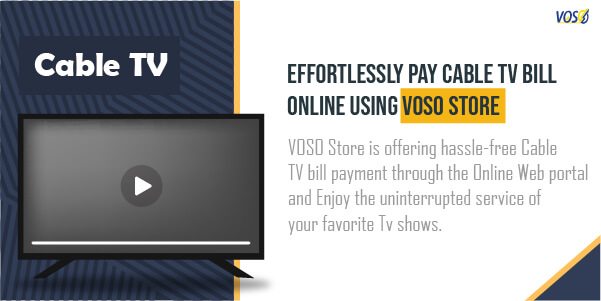 VOSO
Cable TV
EFFORTLESSLY PAY CABLE TV BILL
ONLINE USING VOSO STORE
VOSO Store is offering hassle-free Cable
TV bill payment through the Online Web portal
and Enjoy the uninterrupted service of
your favorite Tv shows.